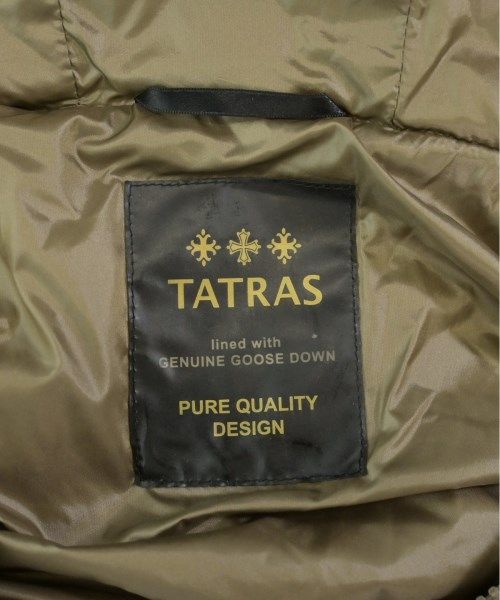 TATRAS
lined with
GENUINE GOOSE DOWN
PURE QUALITY
DESIGN